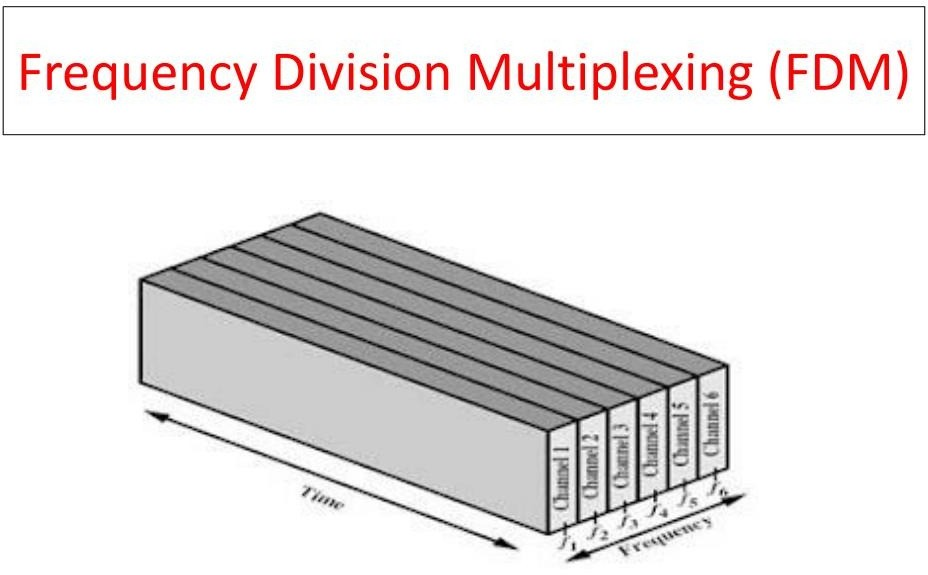 Frequency Division Multiplexing (FDM)
Channel 1
Channel 2
Channel 3
Channel 4
Channel 5
Channel 6
f1
f2
f3
f4
f5
f6
Time
Frequency